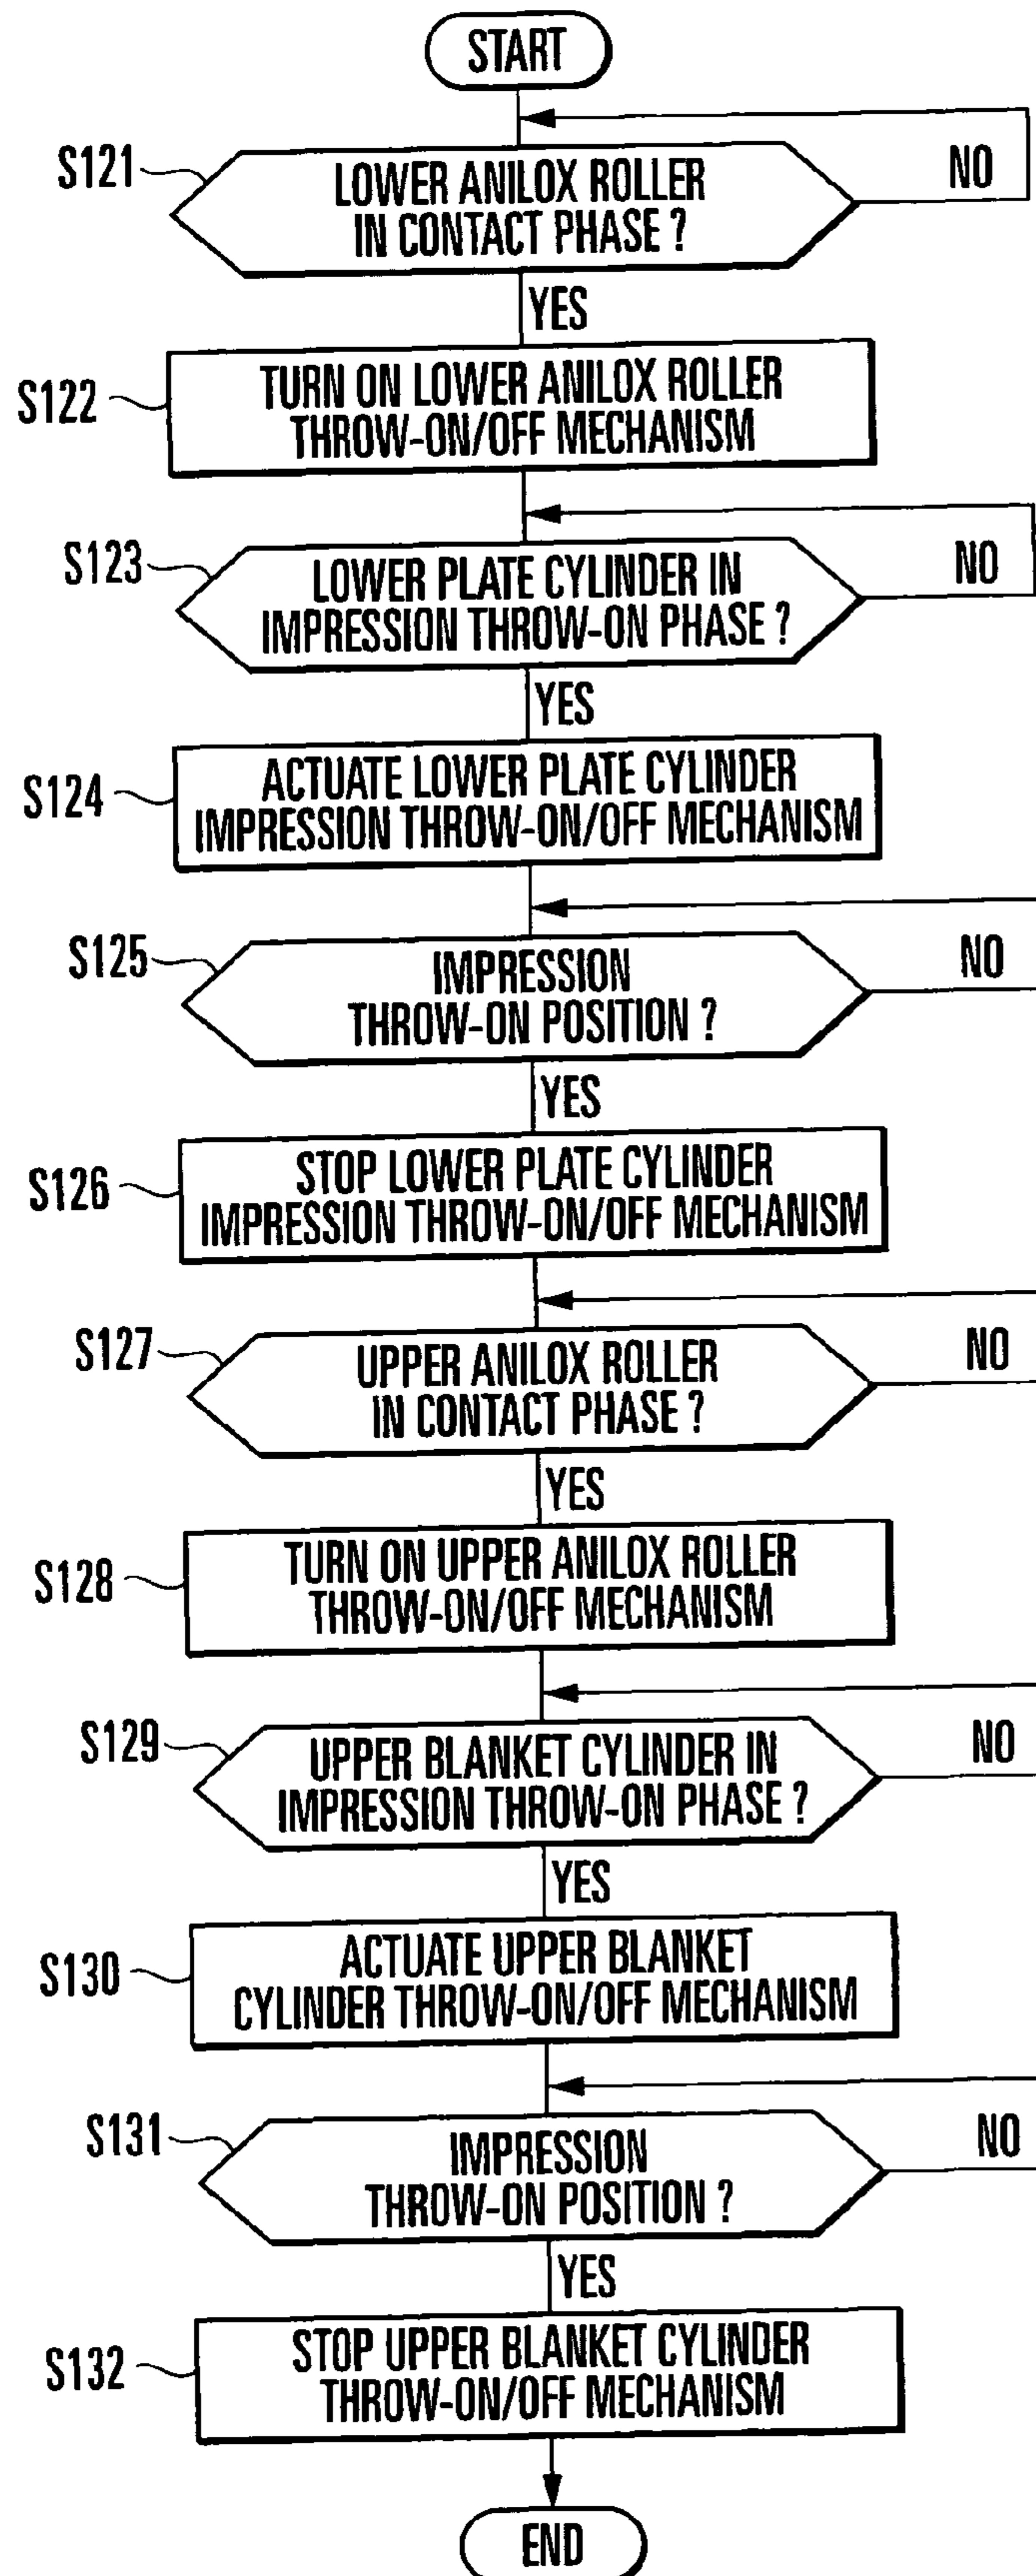 START
S121
LOWER ANILOX ROLLER
IN CONTACT PHASE ?
NO
YES
S122
TURN ON LOWER ANILOX ROLLER
THROW-ON/OFF MECHANISM
S123
LOWER PLATE CYLINDER IN
IMPRESSION THROW-ON PHASE ?
NO
YES
S124
ACTUATE LOWER PLATE CYLINDER
IMPRESSION THROW-ON/OFF MECHANISM
S125
IMPRESSION
THROW-ON POSITION ?
NO
YES
S126
STOP LOWER PLATE CYLINDER
IMPRESSION THROW-ON/OFF MECHANISM
S127
UPPER ANILOX ROLLER
IN CONTACT PHASE ?
NO
YES
S128
TURN ON UPPER ANILOX ROLLER
THROW-ON/OFF MECHANISM
S129
UPPER BLANKET CYLINDER IN
IMPRESSION THROW-ON PHASE ?
NO
YES
S130
ACTUATE UPPER BLANKET
CYLINDER THROW-ON/OFF MECHANISM
S131
IMPRESSION
THROW-ON POSITION ?
NO
YES
S132
STOP UPPER BLANKET CYLINDER
THROW-ON/OFF MECHANISM
END